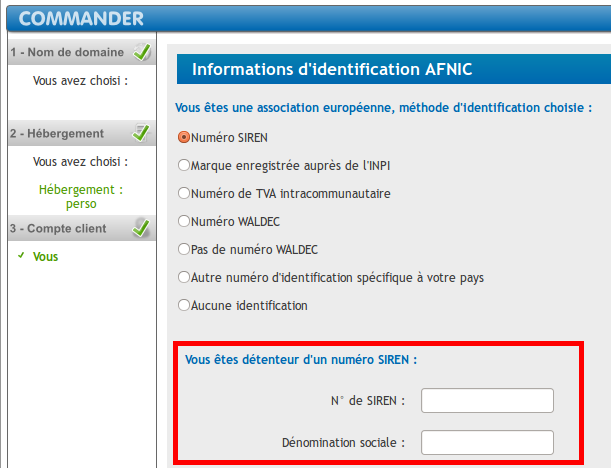 COMMANDER
1 - Nom de domaine
Vous avez choisi :
2 - Hébergement
Vous avez choisi :
Hébergement :
perso
3 - Compte client
Vous
Informations d'identification AFNIC
Vous êtes une association européenne, méthode d'identification choisie :
Numéro SIREN
Marque enregistrée auprès de l'INPI
Numéro de TVA intracommunautaire
Numéro WALDEC
Pas de numéro WALDEC
Autre numéro d'identification spécifique à votre pays
Aucune identification
Vous êtes détenteur d'un numéro SIREN :
N° de SIREN :
Dénomination sociale :